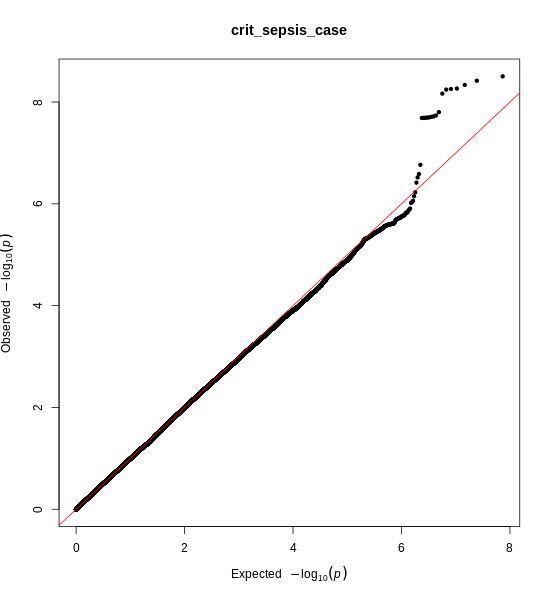 crit_sepsis_case
Observed −log10(p)
8
6
4
2
0
0 2 4 6 8
Expected −log10(p)